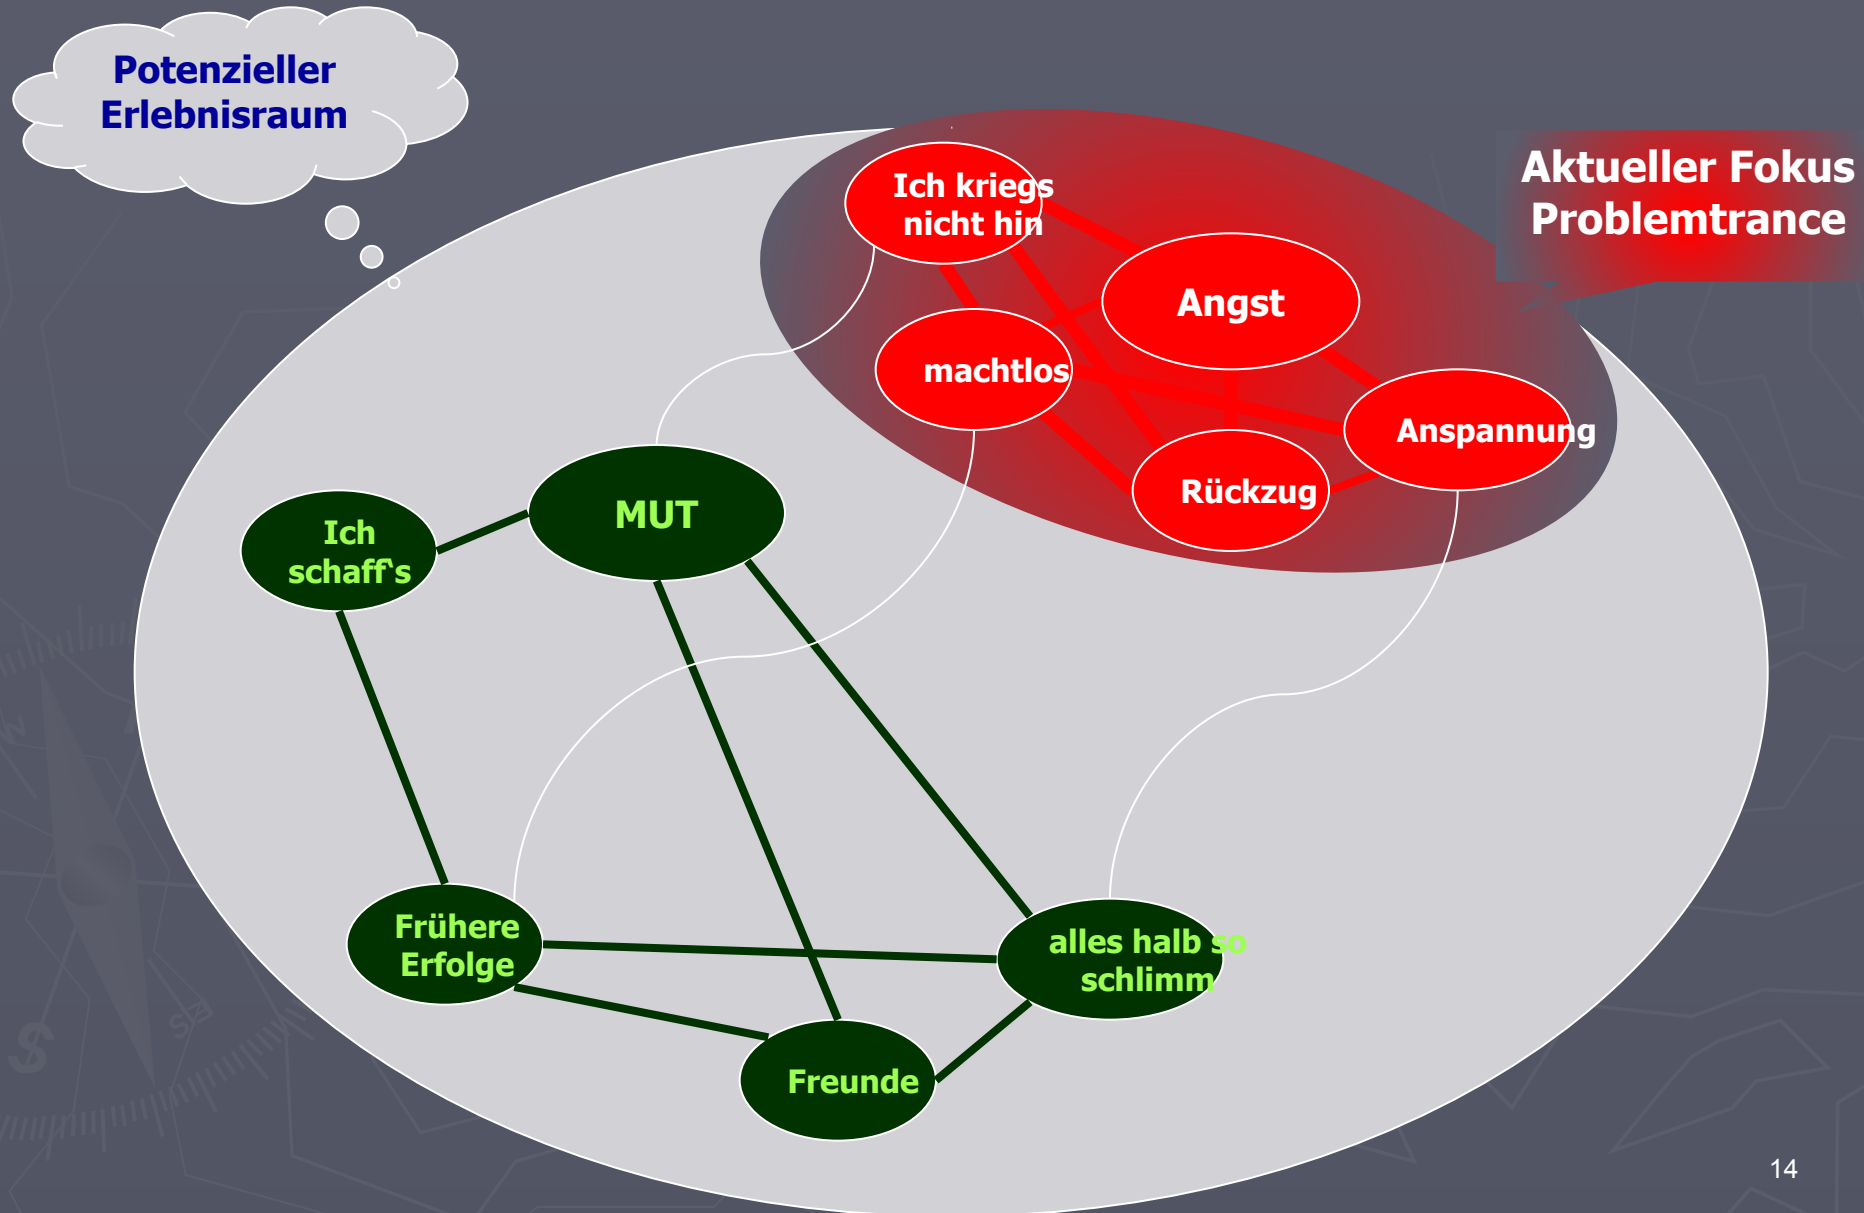 Potenzieller
Erlebnisraum
Aktueller Fokus
Problemtrance
Ich kriegs
nicht hin
Angst
machtlos
Anspannung
Rückzug
MUT
Ich
schaff's
Frühere
Erfolge
alles halb so
schlimm
Freunde
14